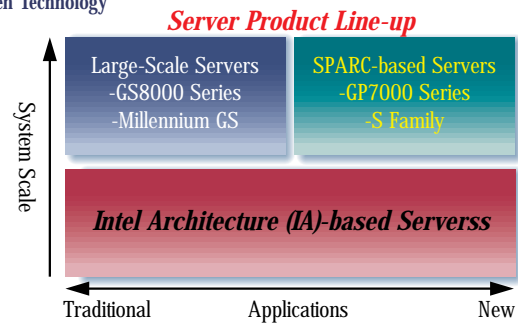 Technology
Server Product Line-up
Large-Scale Servers
-GS8000 Series
-Millennium GS
SPARC-based Servers
-GP7000 Series
-S Family
System Scale
Intel Architecture (IA)-based Serverss
Traditional Applications New